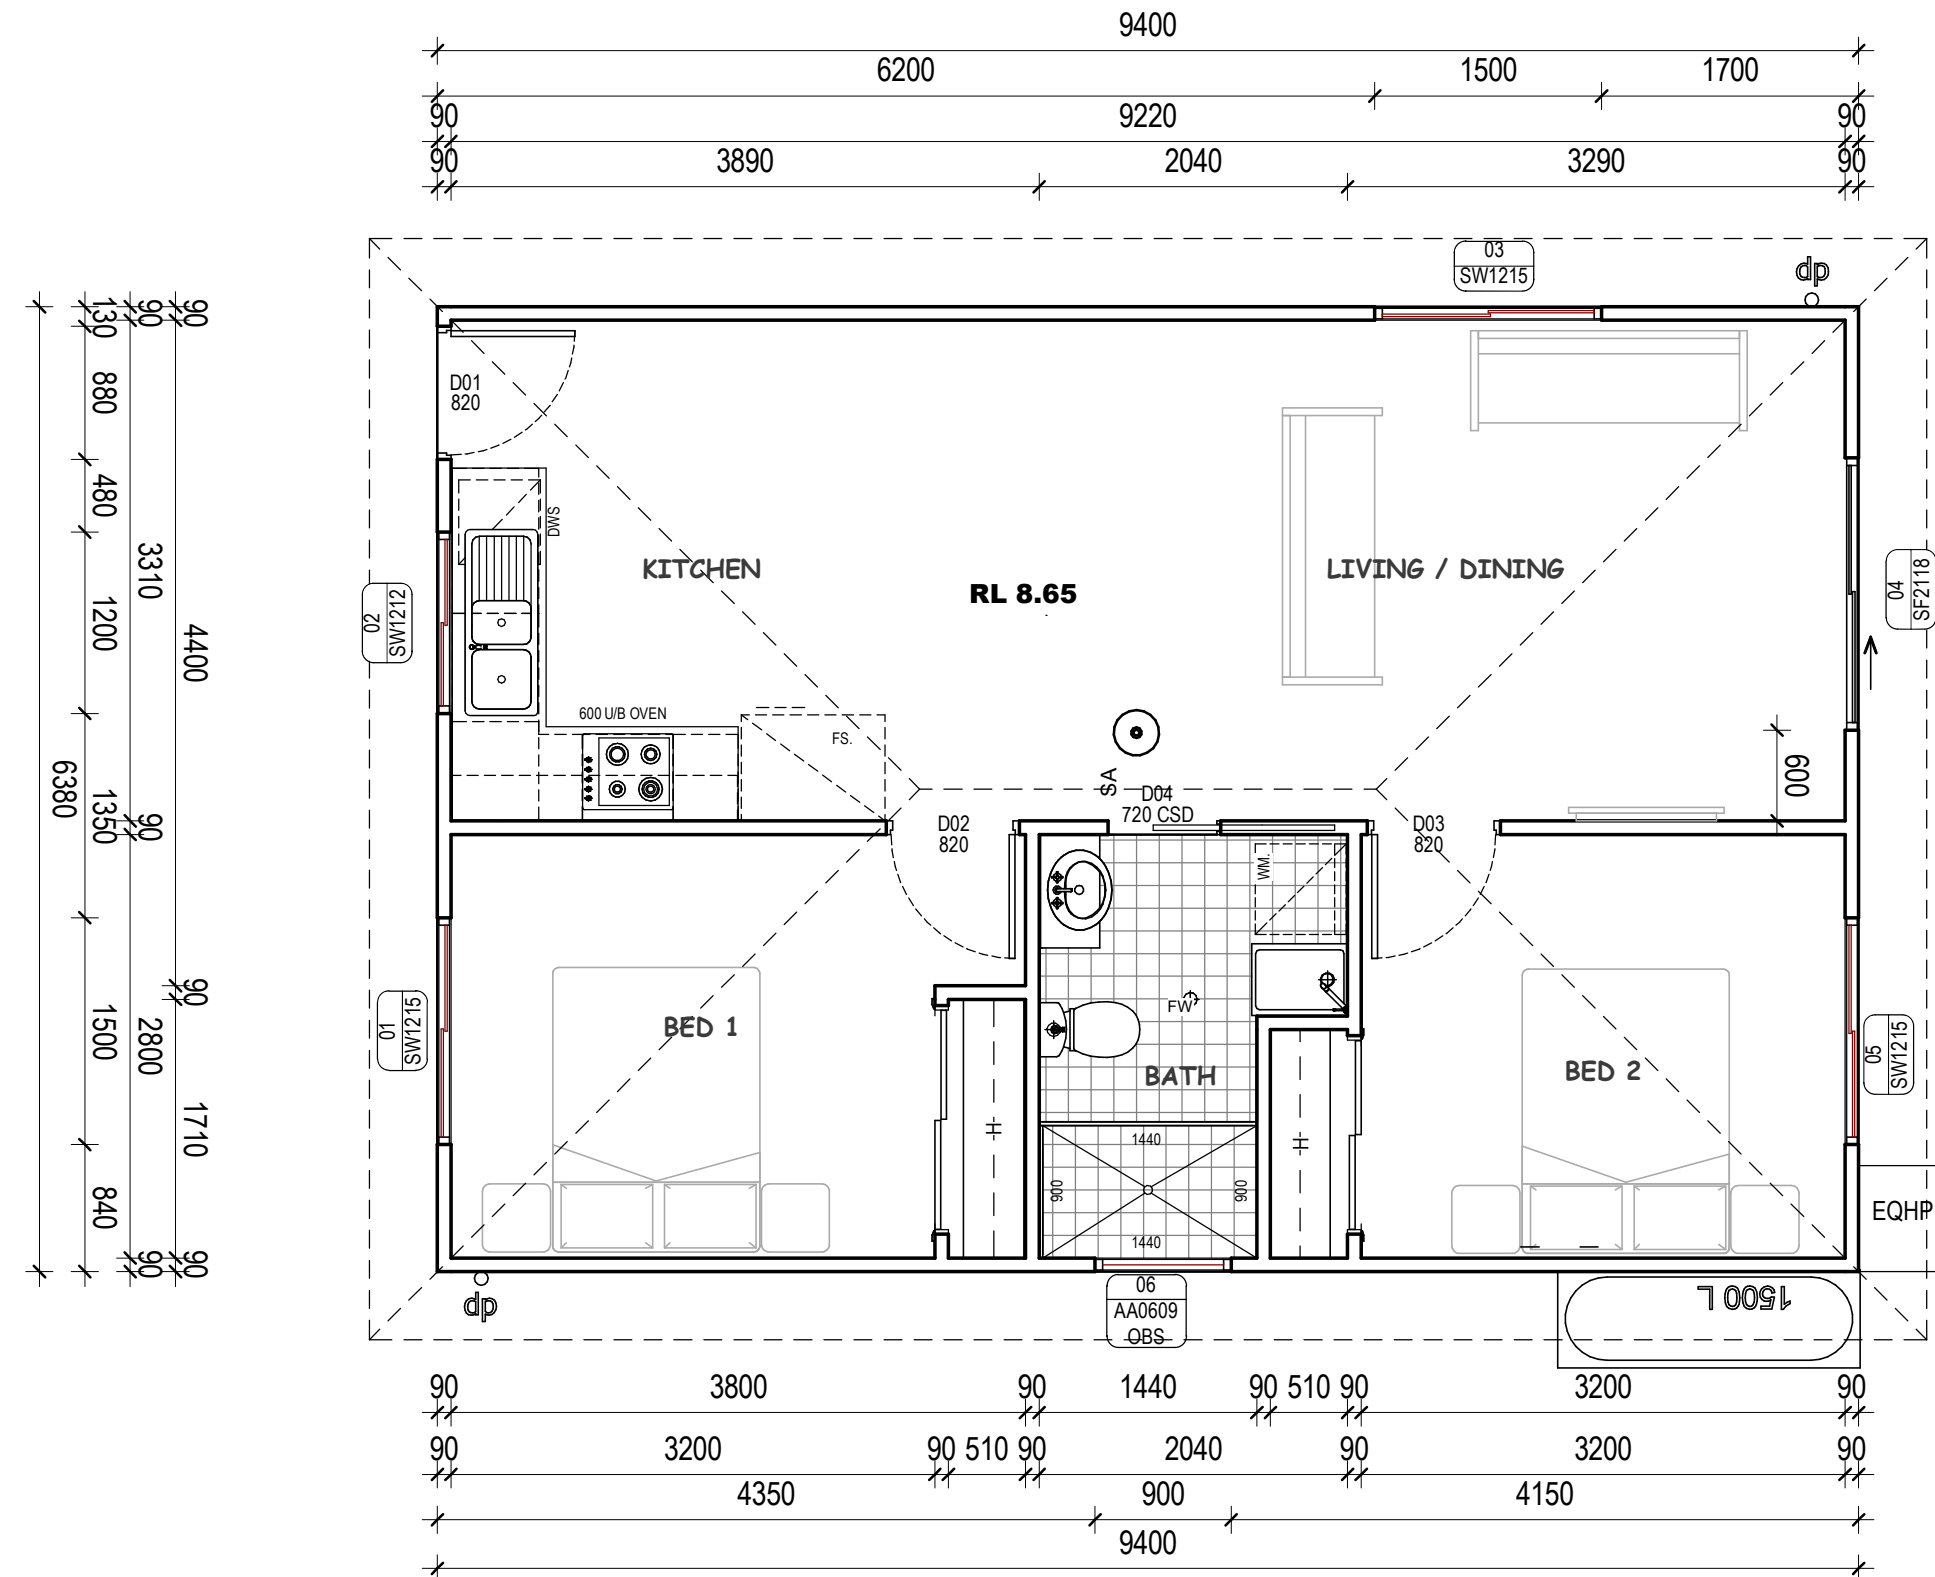 9400
6200 1500 1700
90 9220 90
90 3890 2040 3290 90
03
SW1215
dp
90 90 130 90
D01
820
880
480
DWS
3310
KITCHEN
LIVING / DINING
RL 8.65
04
SF2118
02
SW1212
1200
4400
600 U/B OVEN
FS.
SA
D04
720 CSD
600
6380
1350
90
D02
820
D03
820
WM.
90
FW
01
SW1215
1500
2800
BED 1
BATH
BED 2
05
SW1215
1710
H
H
1440
900
900
1440
840
EQHP
90
90
dp
06
AA0609
OBS
1500 L
90 3800 90 1440 90 510 90 3200 90
90 3200 90 510 90 2040 90 3200 90
4350 900 4150
9400